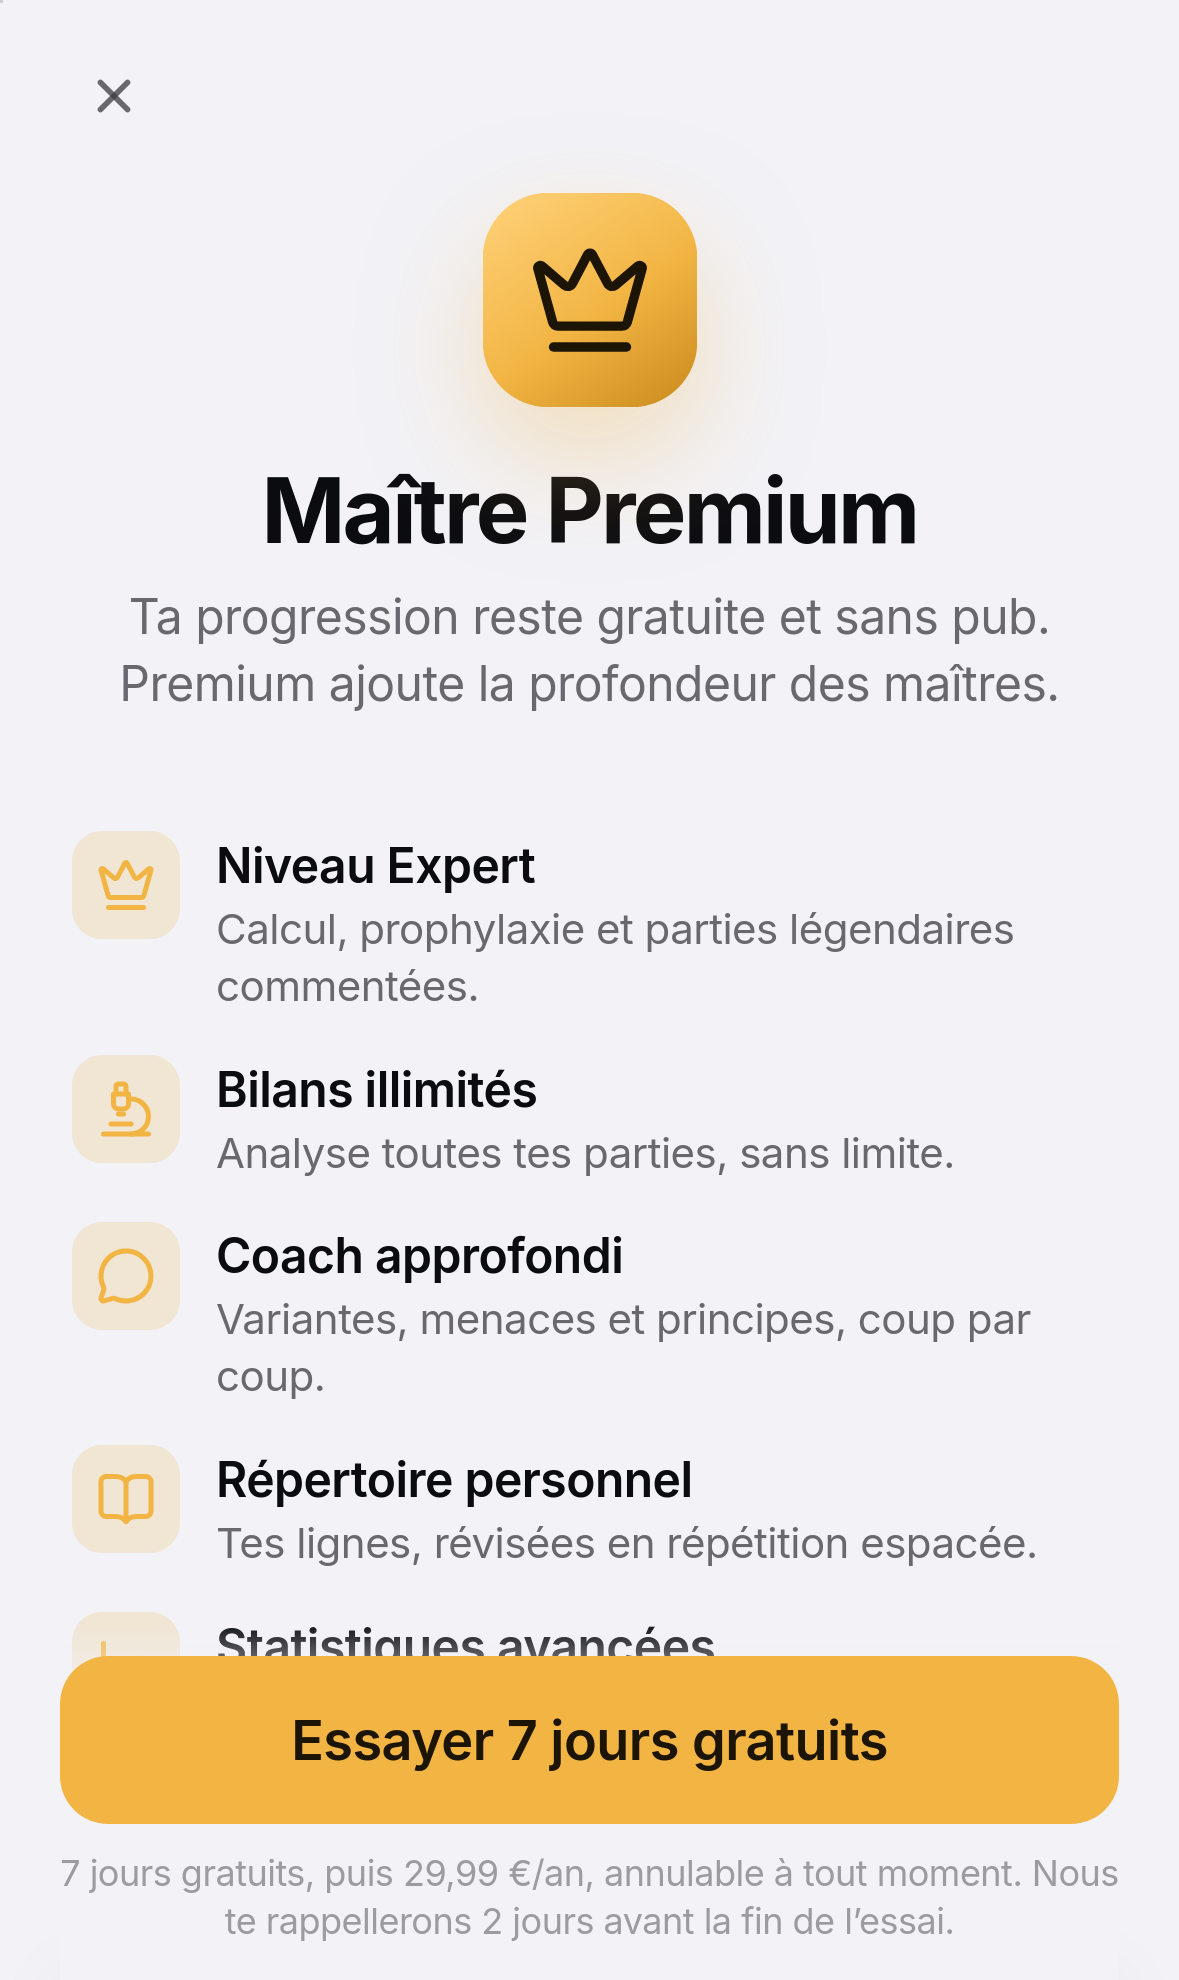 Maître Premium
Ta progression reste gratuite et sans pub.
Premium ajoute la profondeur des maîtres.
Niveau Expert
Calcul, prophylaxie et parties légendaires
commentées.
Bilans illimités
Analyse toutes tes parties, sans limite.
Coach approfondi
Variantes, menaces et principes, coup par
coup.
Répertoire personnel
Tes lignes, révisées en répétition espacée.
Statistiques avancées
Essayer 7 jours gratuits
7 jours gratuits, puis 29,99 €/an, annulable à tout moment. Nous
te rappellerons 2 jours avant la fin de l’essai.